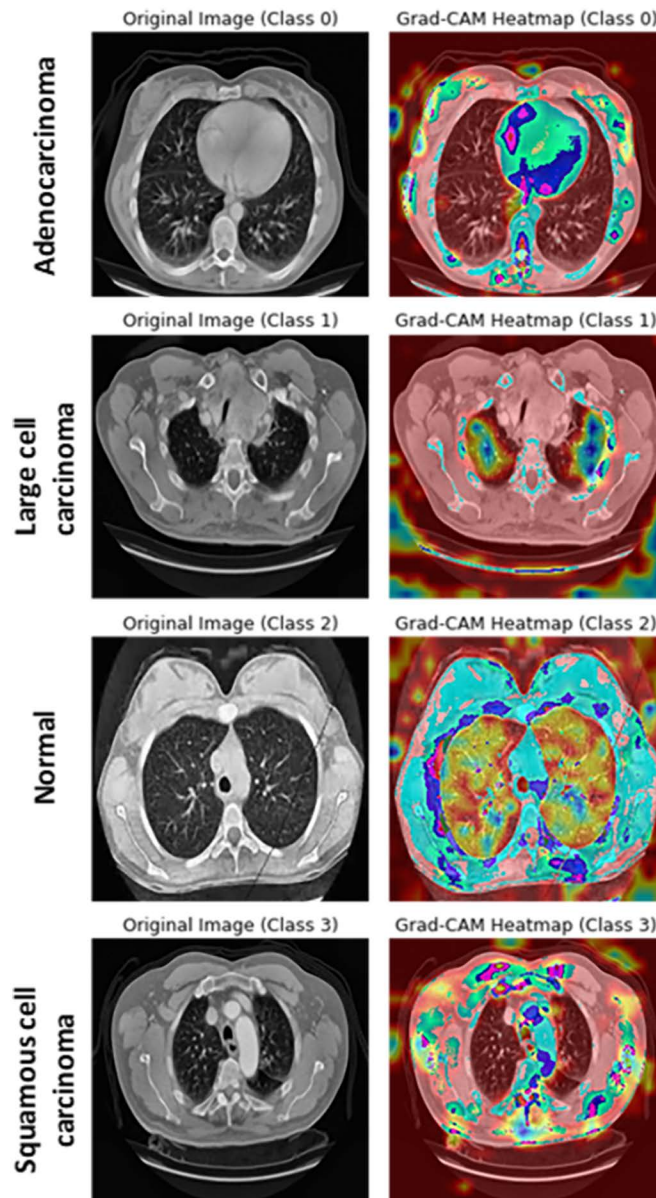 Original Image (Class 0)
Grad-CAM Heatmap (Class 0)
Adenocarcinoma
Original Image (Class 1)
Grad-CAM Heatmap (Class 1)
Large cell
carcinoma
Original Image (Class 2)
Grad-CAM Heatmap (Class 2)
Normal
Original Image (Class 3)
Grad-CAM Heatmap (Class 3)
Squamous cell
carcinoma